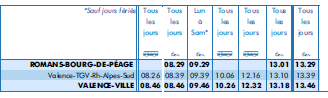 *Sauf jours fériés Tous les jours Tous les jours Lun à Sam* Tous les jours Tous les jours Tous les jours Tous les jours
ROMANS-BOURG-DE-PÉAGE 08.29 09.29 13.01 13.29
Valence-TGV-Rh-Alpes-Sud 08.26 08.39 09.39 10.06 12.16 13.10 13.39
VALENCE-VILLE 08.46 08.46 09.46 10.26 12.32 13.18 13.46